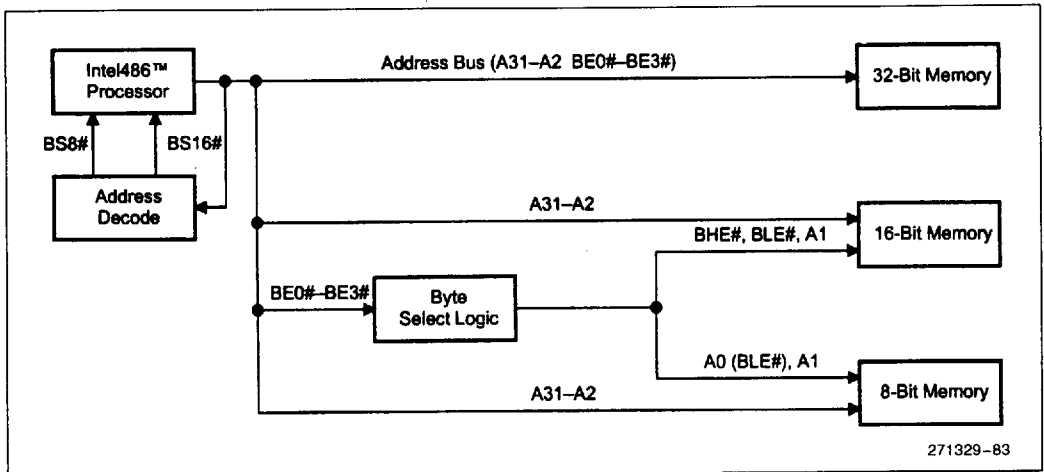 Intel486™
Processor
Address Bus (A31–A2 BE0#–BE3#)
32-Bit Memory
BS8#
BS16#
Address
Decode
A31–A2
16-Bit Memory
BHE#, BLE#, A1
BE0#–BE3#
Byte
Select Logic
A0 (BLE#), A1
8-Bit Memory
A31–A2
271329–83